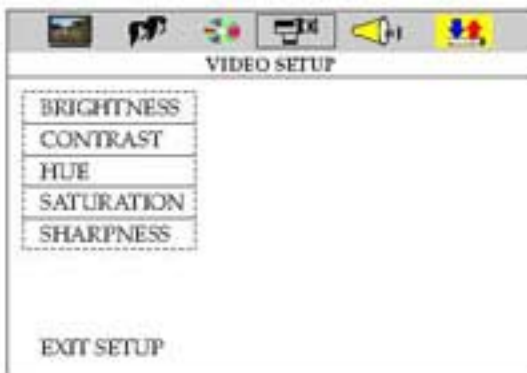 VIDEO SETUP
BRIGHTNESS
CONTRAST
HUE
SATURATION
SHARPNESS
EXIT SETUP